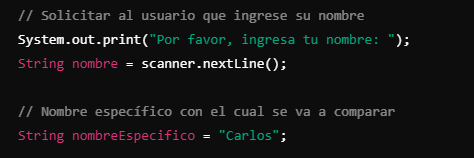 // Solicitar al usuario que ingrese su nombre
System.out.print("Por favor, ingresa tu nombre: ");
String nombre = scanner.nextLine();
// Nombre específico con el cual se va a comparar
String nombreEspecifico = "Carlos";